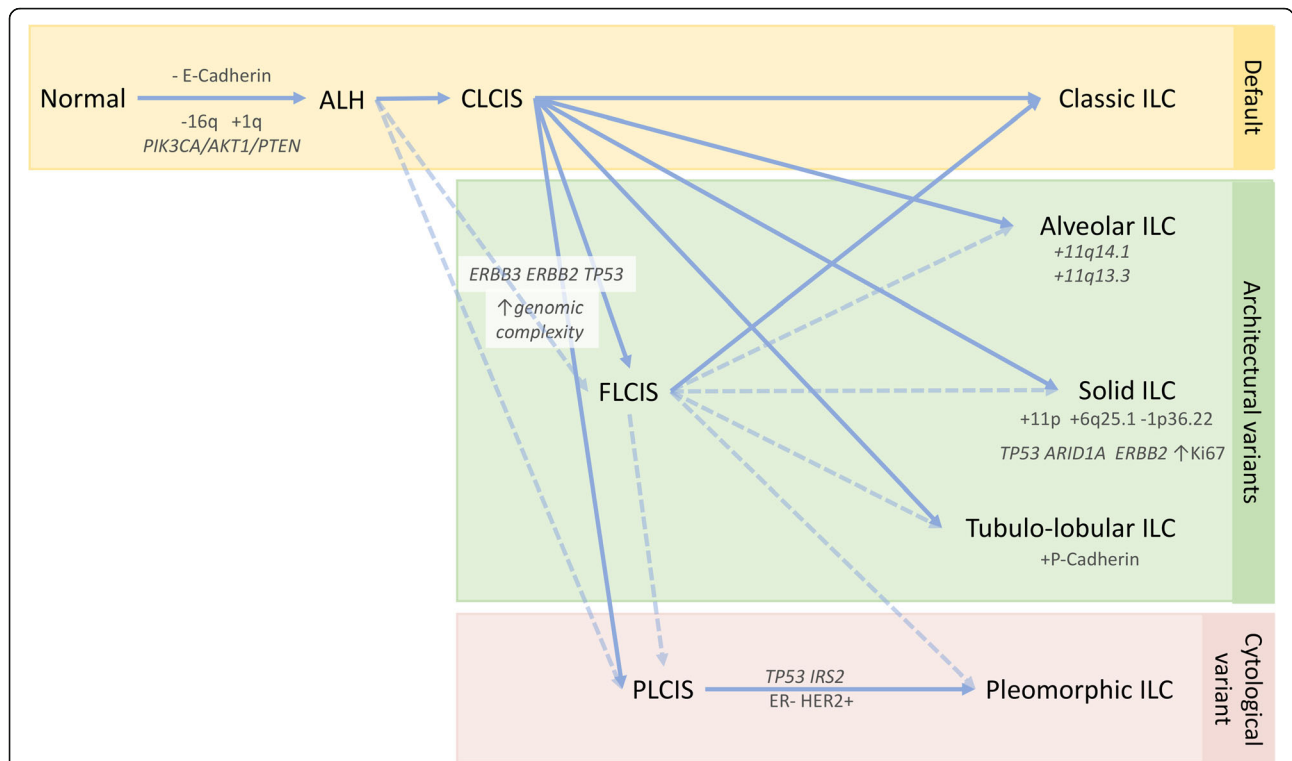 - E-Cadherin
Normal
ALH
CLCIS
Classic ILC
Default
-16q +1q
PIK3CA/AKT1/PTEN
Alveolar ILC
+11q14.1
+11q13.3
ERBB3 ERBB2 TP53
↑genomic
complexity
FLCIS
Solid ILC
+11p +6q25.1 -1p36.22
TP53 ARID1A ERBB2 ↑Ki67
Tubulo-lobular ILC
+P-Cadherin
Architectural variants
PLCIS
TP53 IRS2
ER- HER2+
Pleomorphic ILC
Cytological
variant